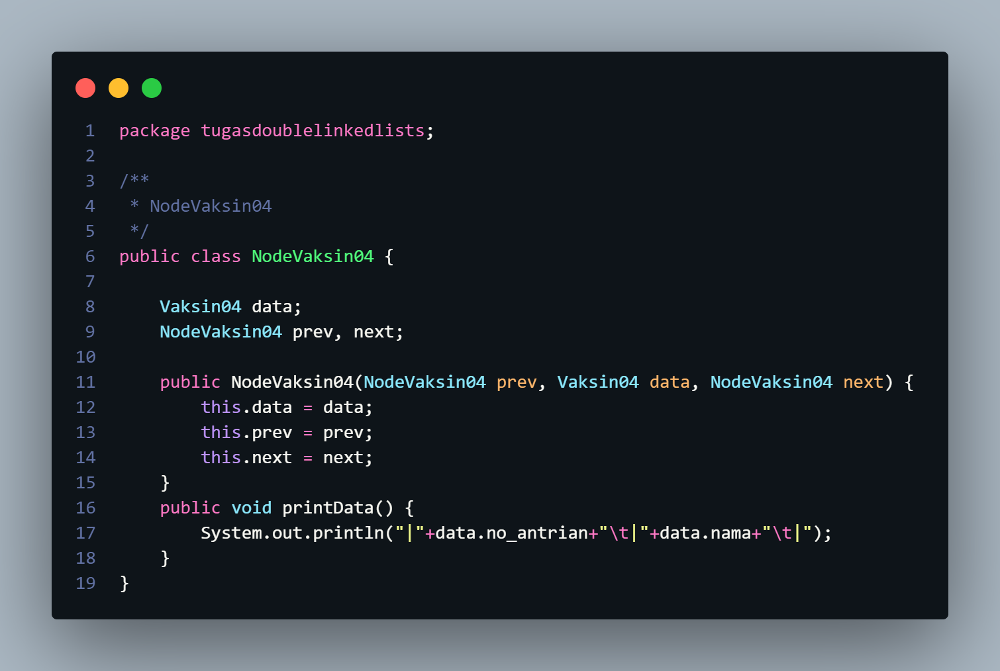 1 package tugasdoublelinkedlists;
2
3 /**
4  * NodeVaksin04
5  */
6 public class NodeVaksin04 {
7
8     Vaksin04 data;
9     NodeVaksin04 prev, next;
10
11     public NodeVaksin04(NodeVaksin04 prev, Vaksin04 data, NodeVaksin04 next) {
12         this.data = data;
13         this.prev = prev;
14         this.next = next;
15     }
16     public void printData() {
17         System.out.println("|"+data.no_antrian+"\t|"+data.nama+"\t|");
18     }
19 }